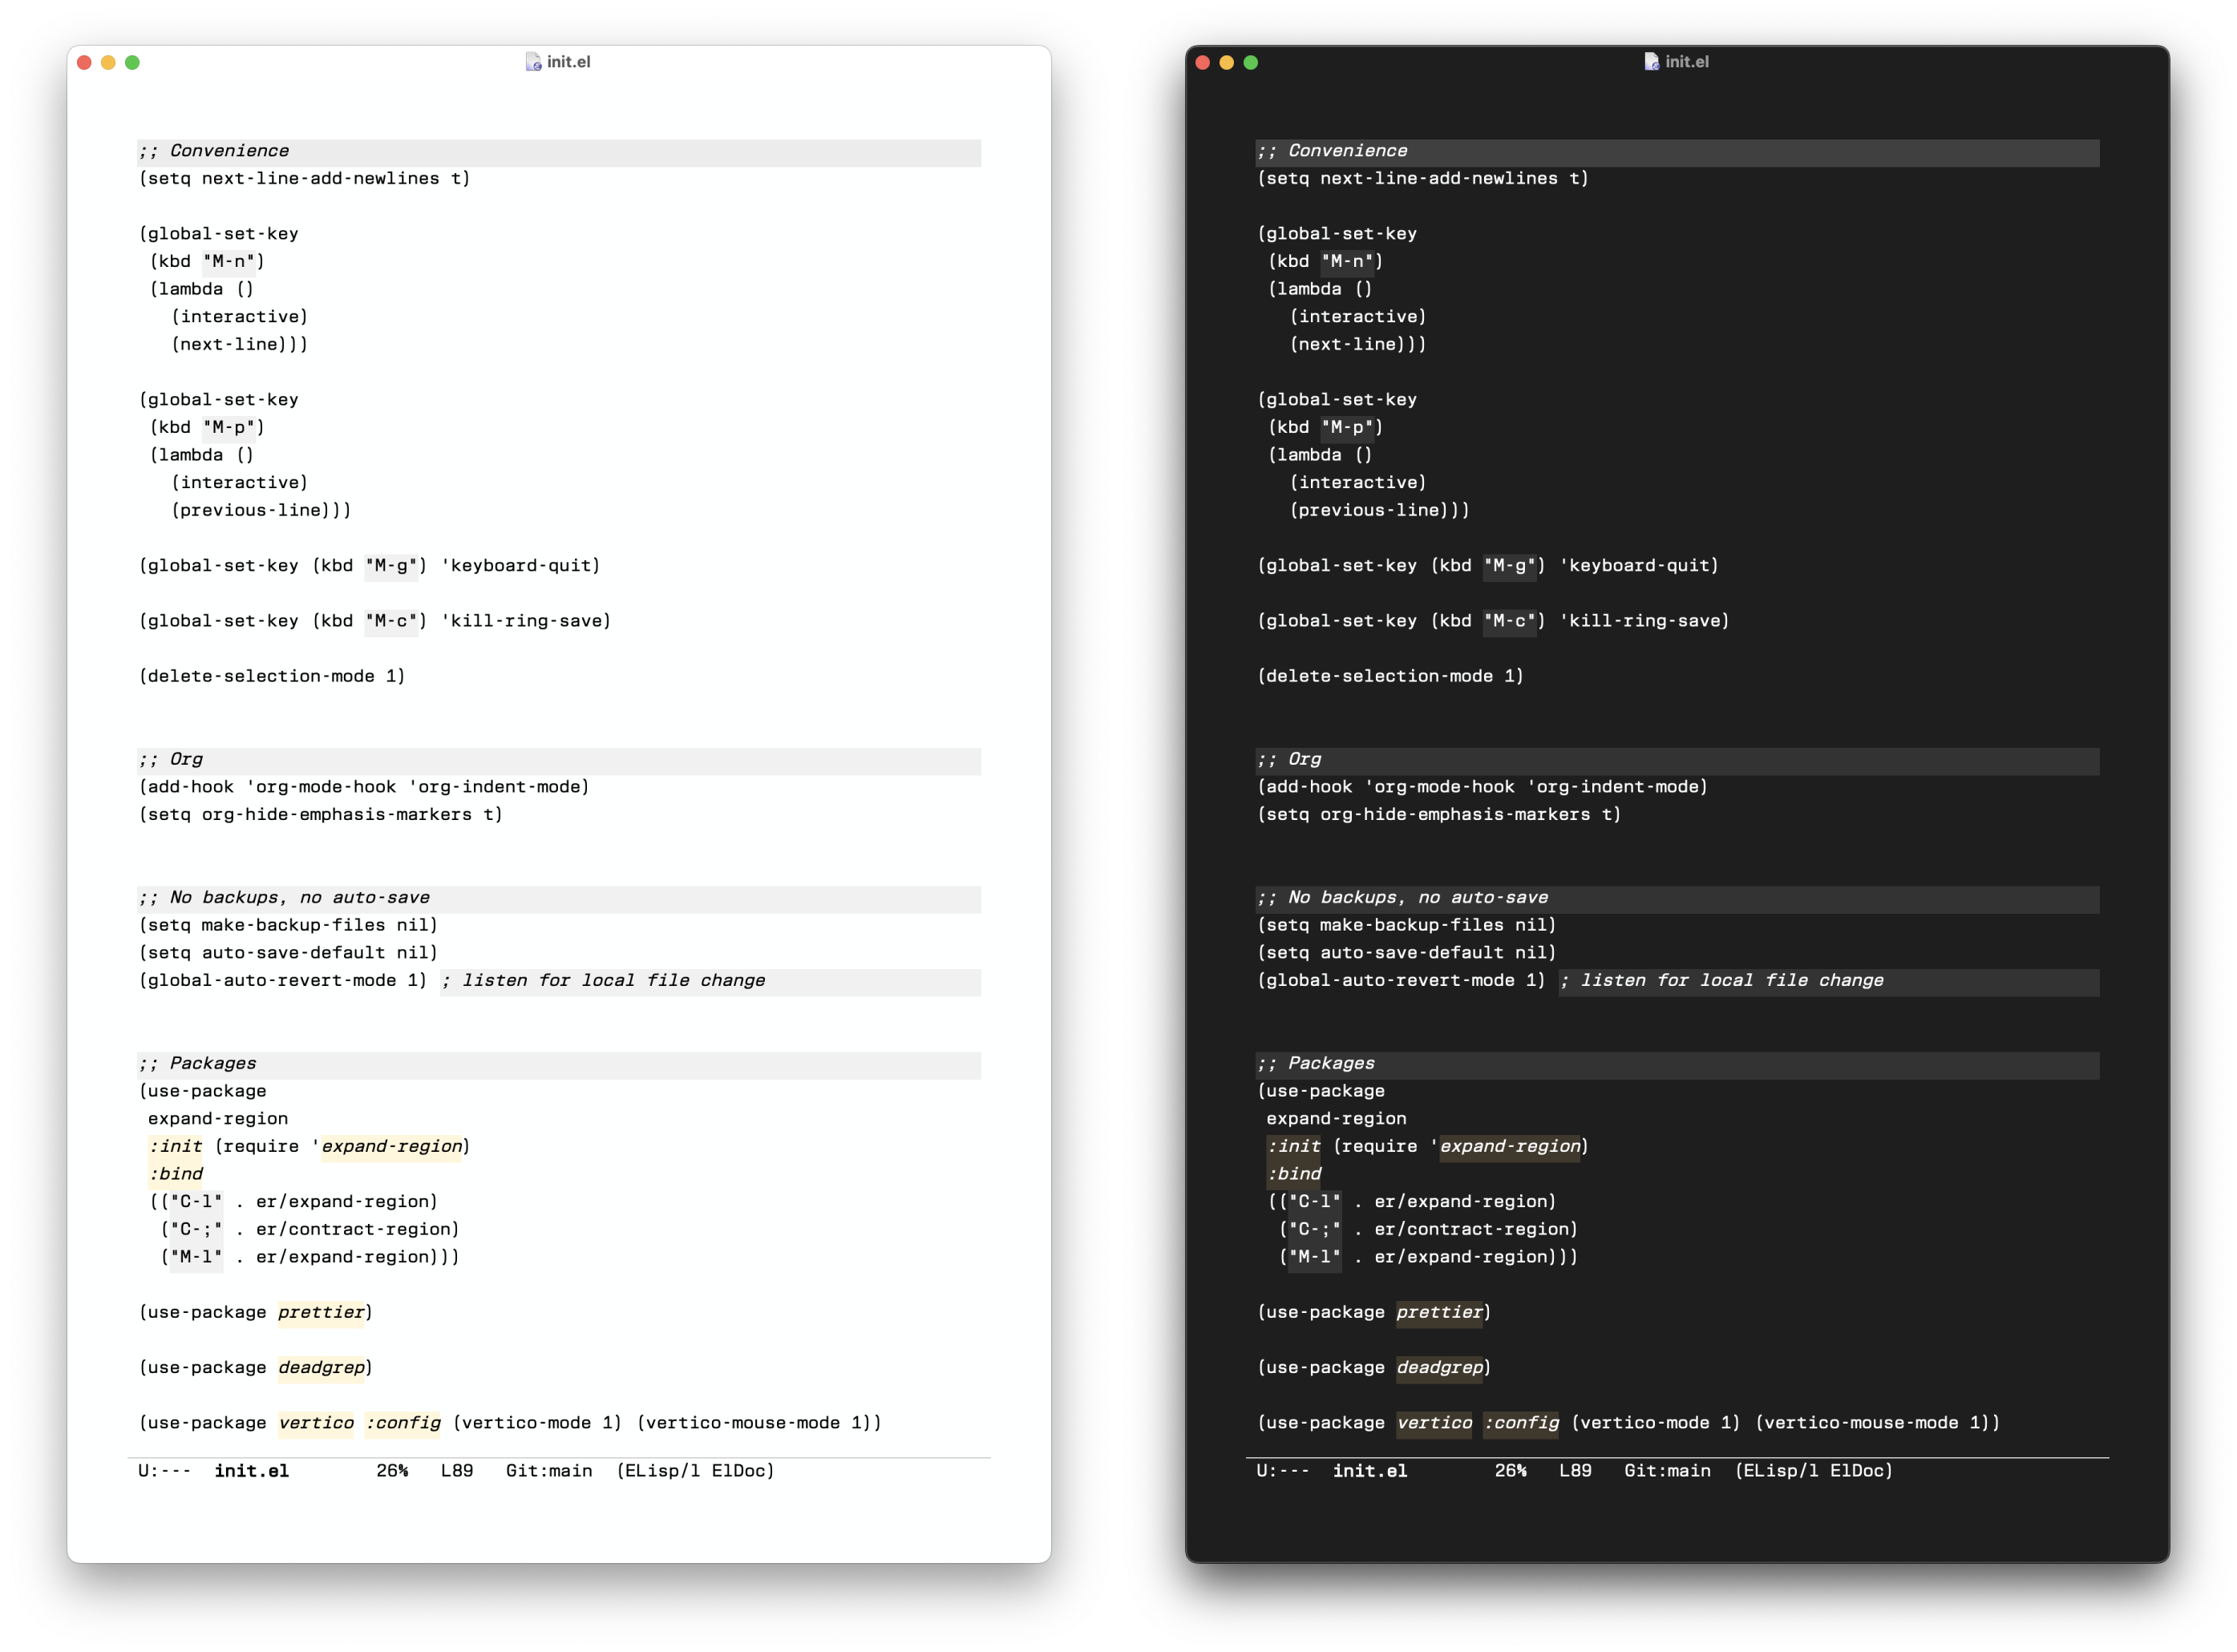 init.el
;; Convenience
(setq next-line-add-newlines t)
(global-set-key
 (kbd "M-n")
 (lambda ()
   (interactive)
   (next-line)))
(global-set-key
 (kbd "M-p")
 (lambda ()
   (interactive)
   (previous-line)))
(global-set-key (kbd "M-g") 'keyboard-quit)
(global-set-key (kbd "M-c") 'kill-ring-save)
(delete-selection-mode 1)
;; Org
(add-hook 'org-mode-hook 'org-indent-mode)
(setq org-hide-emphasis-markers t)
;; No backups, no auto-save
(setq make-backup-files nil)
(setq auto-save-default nil)
(global-auto-revert-mode 1) ; listen for local file change
;; Packages
(use-package
 expand-region
 :init (require 'expand-region)
 :bind
 (("C-l" . er/expand-region)
  ("C-;" . er/contract-region)
  ("M-l" . er/expand-region)))
(use-package prettier)
(use-package deadgrep)
(use-package vertico :config (vertico-mode 1) (vertico-mouse-mode 1))
U:--- init.el 26% L89 Git:main (ELisp/l ElDoc)
init.el
;; Convenience
(setq next-line-add-newlines t)
(global-set-key
 (kbd "M-n")
 (lambda ()
   (interactive)
   (next-line)))
(global-set-key
 (kbd "M-p")
 (lambda ()
   (interactive)
   (previous-line)))
(global-set-key (kbd "M-g") 'keyboard-quit)
(global-set-key (kbd "M-c") 'kill-ring-save)
(delete-selection-mode 1)
;; Org
(add-hook 'org-mode-hook 'org-indent-mode)
(setq org-hide-emphasis-markers t)
;; No backups, no auto-save
(setq make-backup-files nil)
(setq auto-save-default nil)
(global-auto-revert-mode 1) ; listen for local file change
;; Packages
(use-package
 expand-region
 :init (require 'expand-region)
 :bind
 (("C-l" . er/expand-region)
  ("C-;" . er/contract-region)
  ("M-l" . er/expand-region)))
(use-package prettier)
(use-package deadgrep)
(use-package vertico :config (vertico-mode 1) (vertico-mouse-mode 1))
U:--- init.el 26% L89 Git:main (ELisp/l ElDoc)